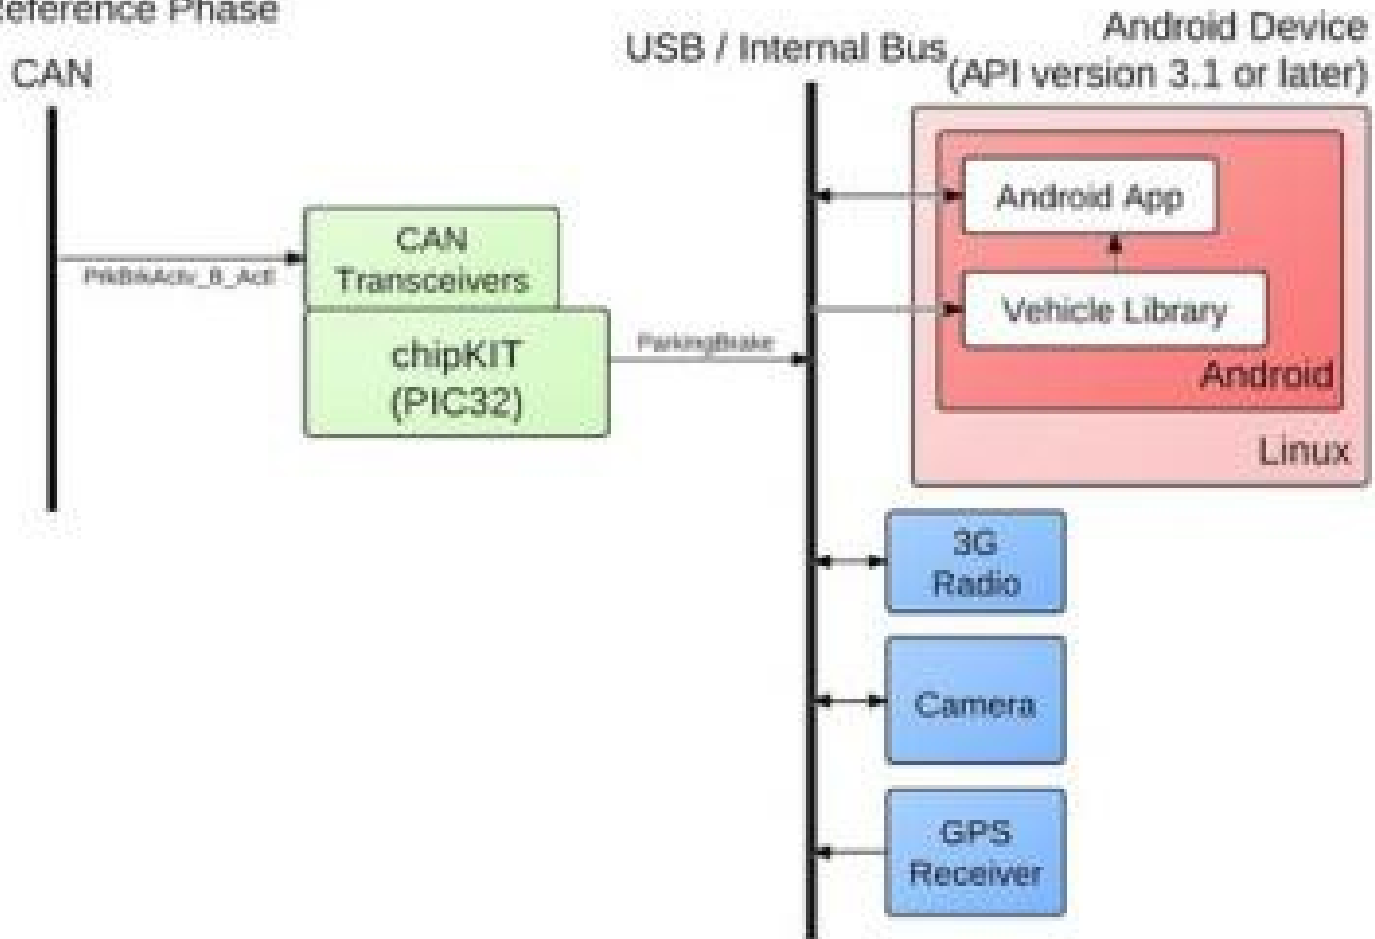 Reference Phase
CAN
USB / Internal Bus
Android Device
(API version 3.1 or later)
Android App
CAN
Transceivers
Vehicle Library
chipKIT
(PIC32)
ParkingBrake
Android
Linux
3G
Radio
Camera
GPS
Receiver